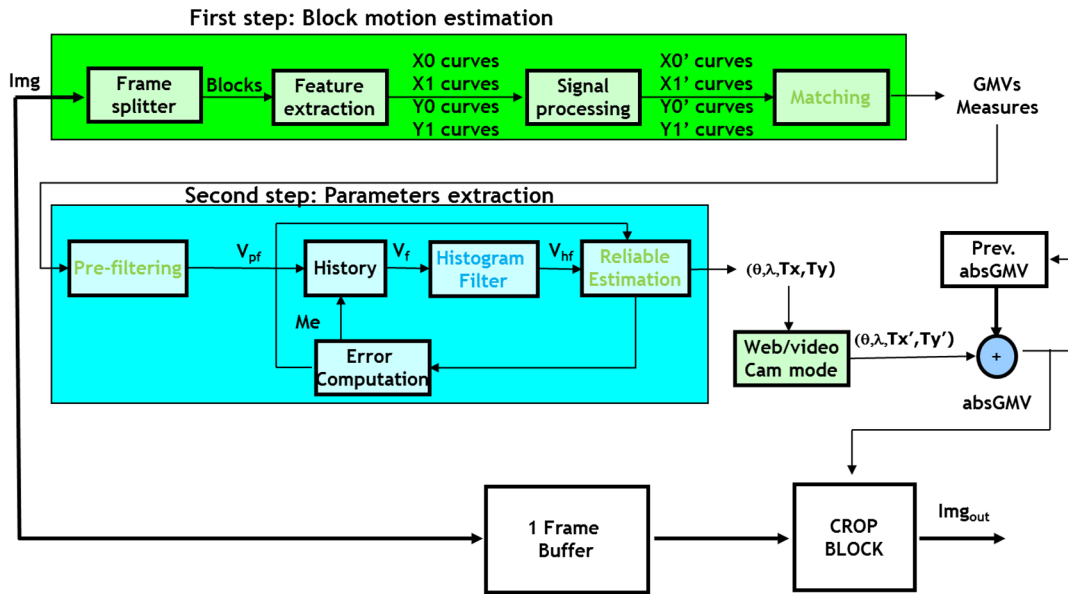 First step: Block motion estimation
Img
Frame
splitter
Blocks
Feature
extraction
X0 curves
X1 curves
Y0 curves
Y1 curves
Signal
processing
X0’ curves
X1’ curves
Y0’ curves
Y1’ curves
Matching
GMVs
Measures
Second step: Parameters extraction
Pre-filtering
Vpf
History
Vf
Histogram
Filter
Vhf
Reliable
Estimation
(θ,λ,Tx,Ty)
Prev.
absGMV
Me
Error
Computation
Web/video
Cam mode
(θ,λ,Tx’,Ty’)
+
absGMV
1 Frame
Buffer
CROP
BLOCK
Imgout